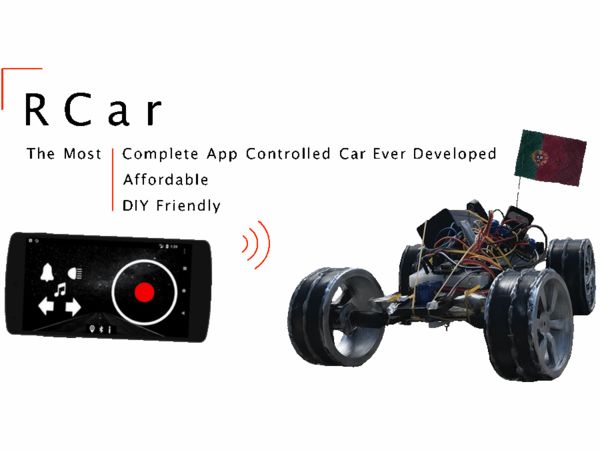 RCar
The Most Complete App Controlled Car Ever Developed
Affordable
DIY Friendly